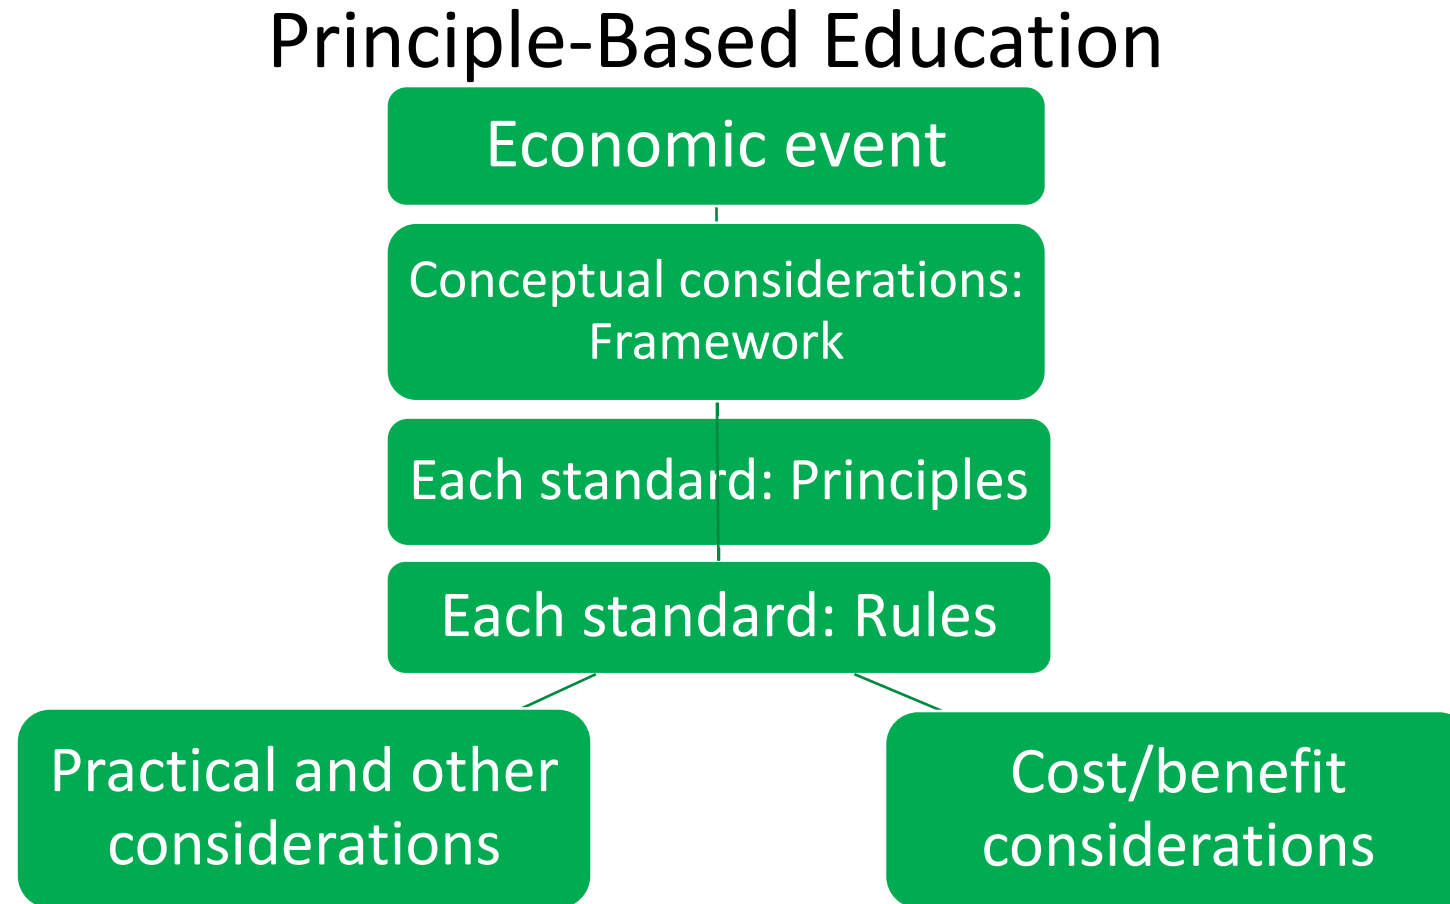 Principle-Based Education
Economic event
Conceptual considerations:
Framework
Each standard: Principles
Each standard: Rules
Practical and other
considerations
Cost/benefit
considerations